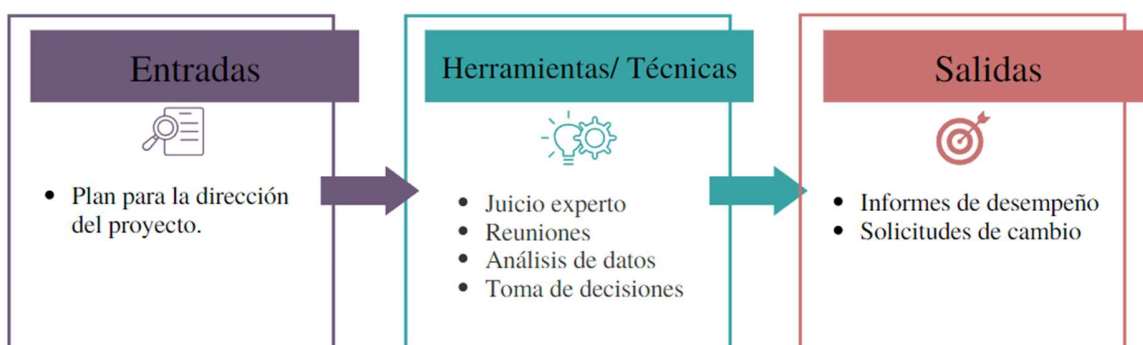 Entradas
• Plan para la dirección
del proyecto.
Herramientas/ Técnicas
• Juicio experto
• Reuniones
• Análisis de datos
• Toma de decisiones
Salidas
• Informes de desempeño
• Solicitudes de cambio